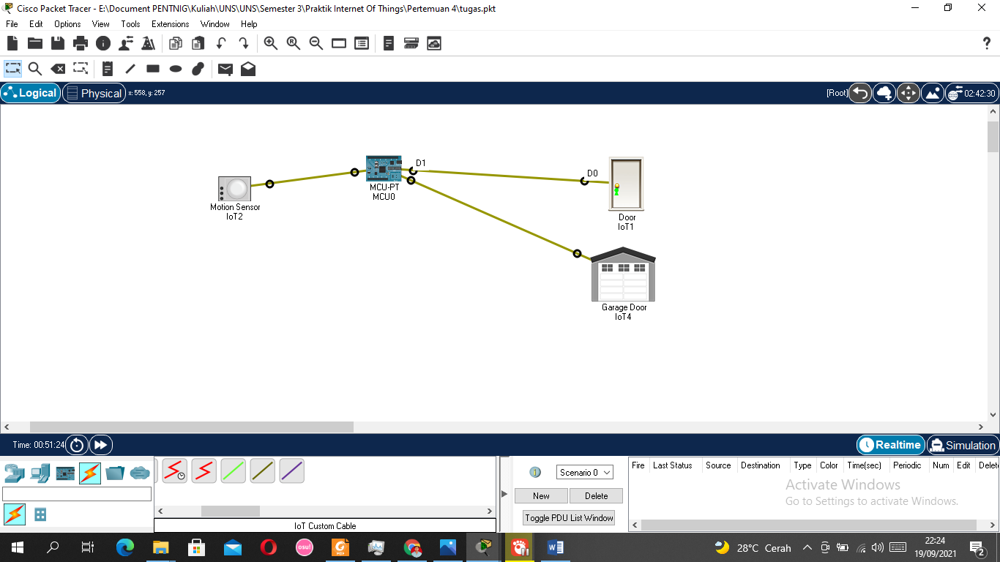 Cisco Packet Tracer - E:\Document PENTNIG\Kuliah\UNS\UNS\Semester 3\Praktik Internet Of Things\Pertemuan 4\tugas.pkt
File Edit Options View Tools Extensions Window Help
Logical Physical x: 558, y: 257 [Root] 02:42:30
D1
D0
MCU-PT
MCU0
Motion Sensor
IoT2
Door
IoT1
Garage Door
IoT4
Time: 00:51:24 Realtime Simulation
Scenario 0
New Delete
Toggle PDU List Window
Fire Last Status Source Destination Type Color Time(sec) Periodic Num Edit Delet
Activate Windows
Go to Settings to activate Windows.
IoT Custom Cable
osu!
PDF
28°C Cerah
22:24
19/09/2021
2